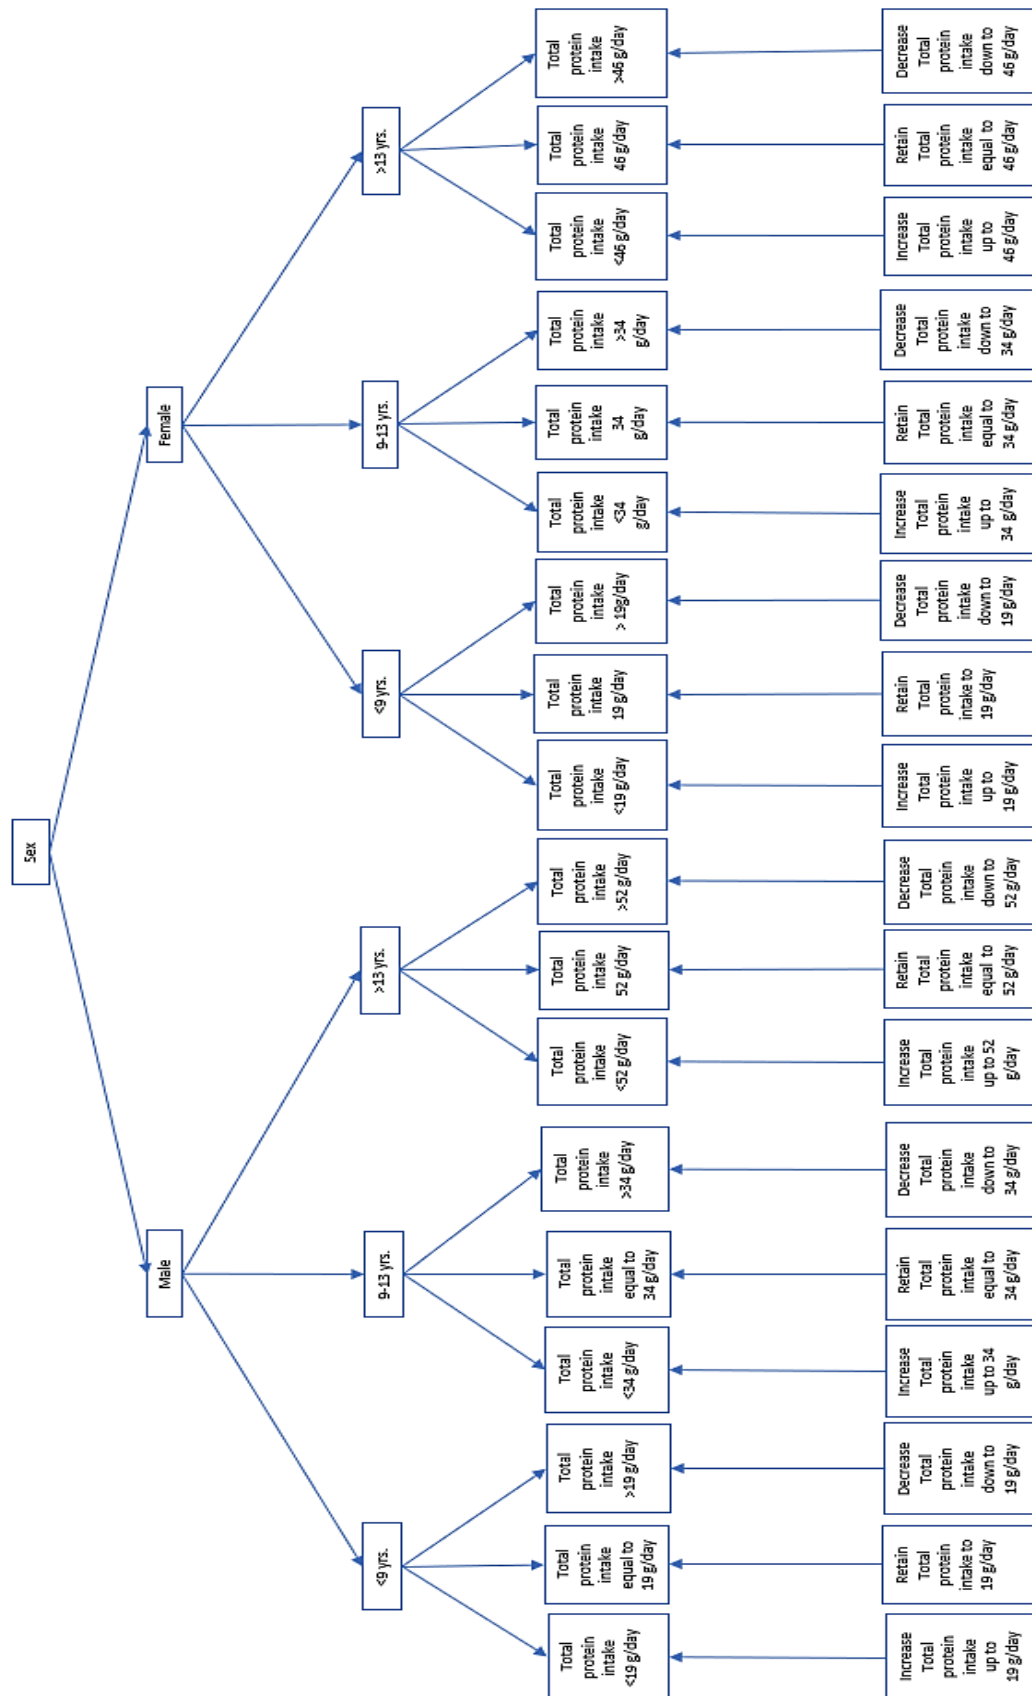 Sex
Male
Female
<9 yrs.
9-13 yrs.
>13 yrs.
<9 yrs.
9-13 yrs.
>13 yrs.
Total
protein
intake
<19 g/day
Total
protein
intake
equal to
19 g/day
Total
protein
intake
>19 g/day
Total
protein
intake
<34 g/day
Total
protein
intake
equal to
34 g/day
Total
protein
intake
>34 g/day
Total
protein
intake
<52 g/day
Total
protein
intake
52 g/day
Total
protein
intake
>52 g/day
Total
protein
intake
<19 g/day
Total
protein
intake
19 g/day
Total
protein
intake
> 19g/day
Total
protein
intake
<34
g/day
Total
protein
intake
34
g/day
Total
protein
intake
>34
g/day
Total
protein
intake
<46 g/day
Total
protein
intake
46 g/day
Total
protein
intake
>46 g/day
Increase
Total
protein
intake
up to
19 g/day
Retain
Total
protein
intake to
19 g/day
Decrease
Total
protein
intake
down to
19 g/day
Increase
Total
protein
intake
up to 34
g/day
Retain
Total
protein
intake
equal to
34 g/day
Decrease
Total
protein
intake
down to
34 g/day
Increase
Total
protein
intake
up to 52
g/day
Retain
Total
protein
intake
equal to
52 g/day
Decrease
Total
protein
intake
down to
52 g/day
Increase
Total
protein
intake
up to
19 g/day
Retain
Total
protein
intake to
19 g/day
Decrease
Total
protein
intake
down to
19 g/day
Increase
Total
protein
intake
up to
34 g/day
Retain
Total
protein
intake
equal to
34 g/day
Decrease
Total
protein
intake
down to
34 g/day
Increase
Total
protein
intake
up to
46 g/day
Retain
Total
protein
intake
equal to
46 g/day
Decrease
Total
protein
intake
down to
46 g/day